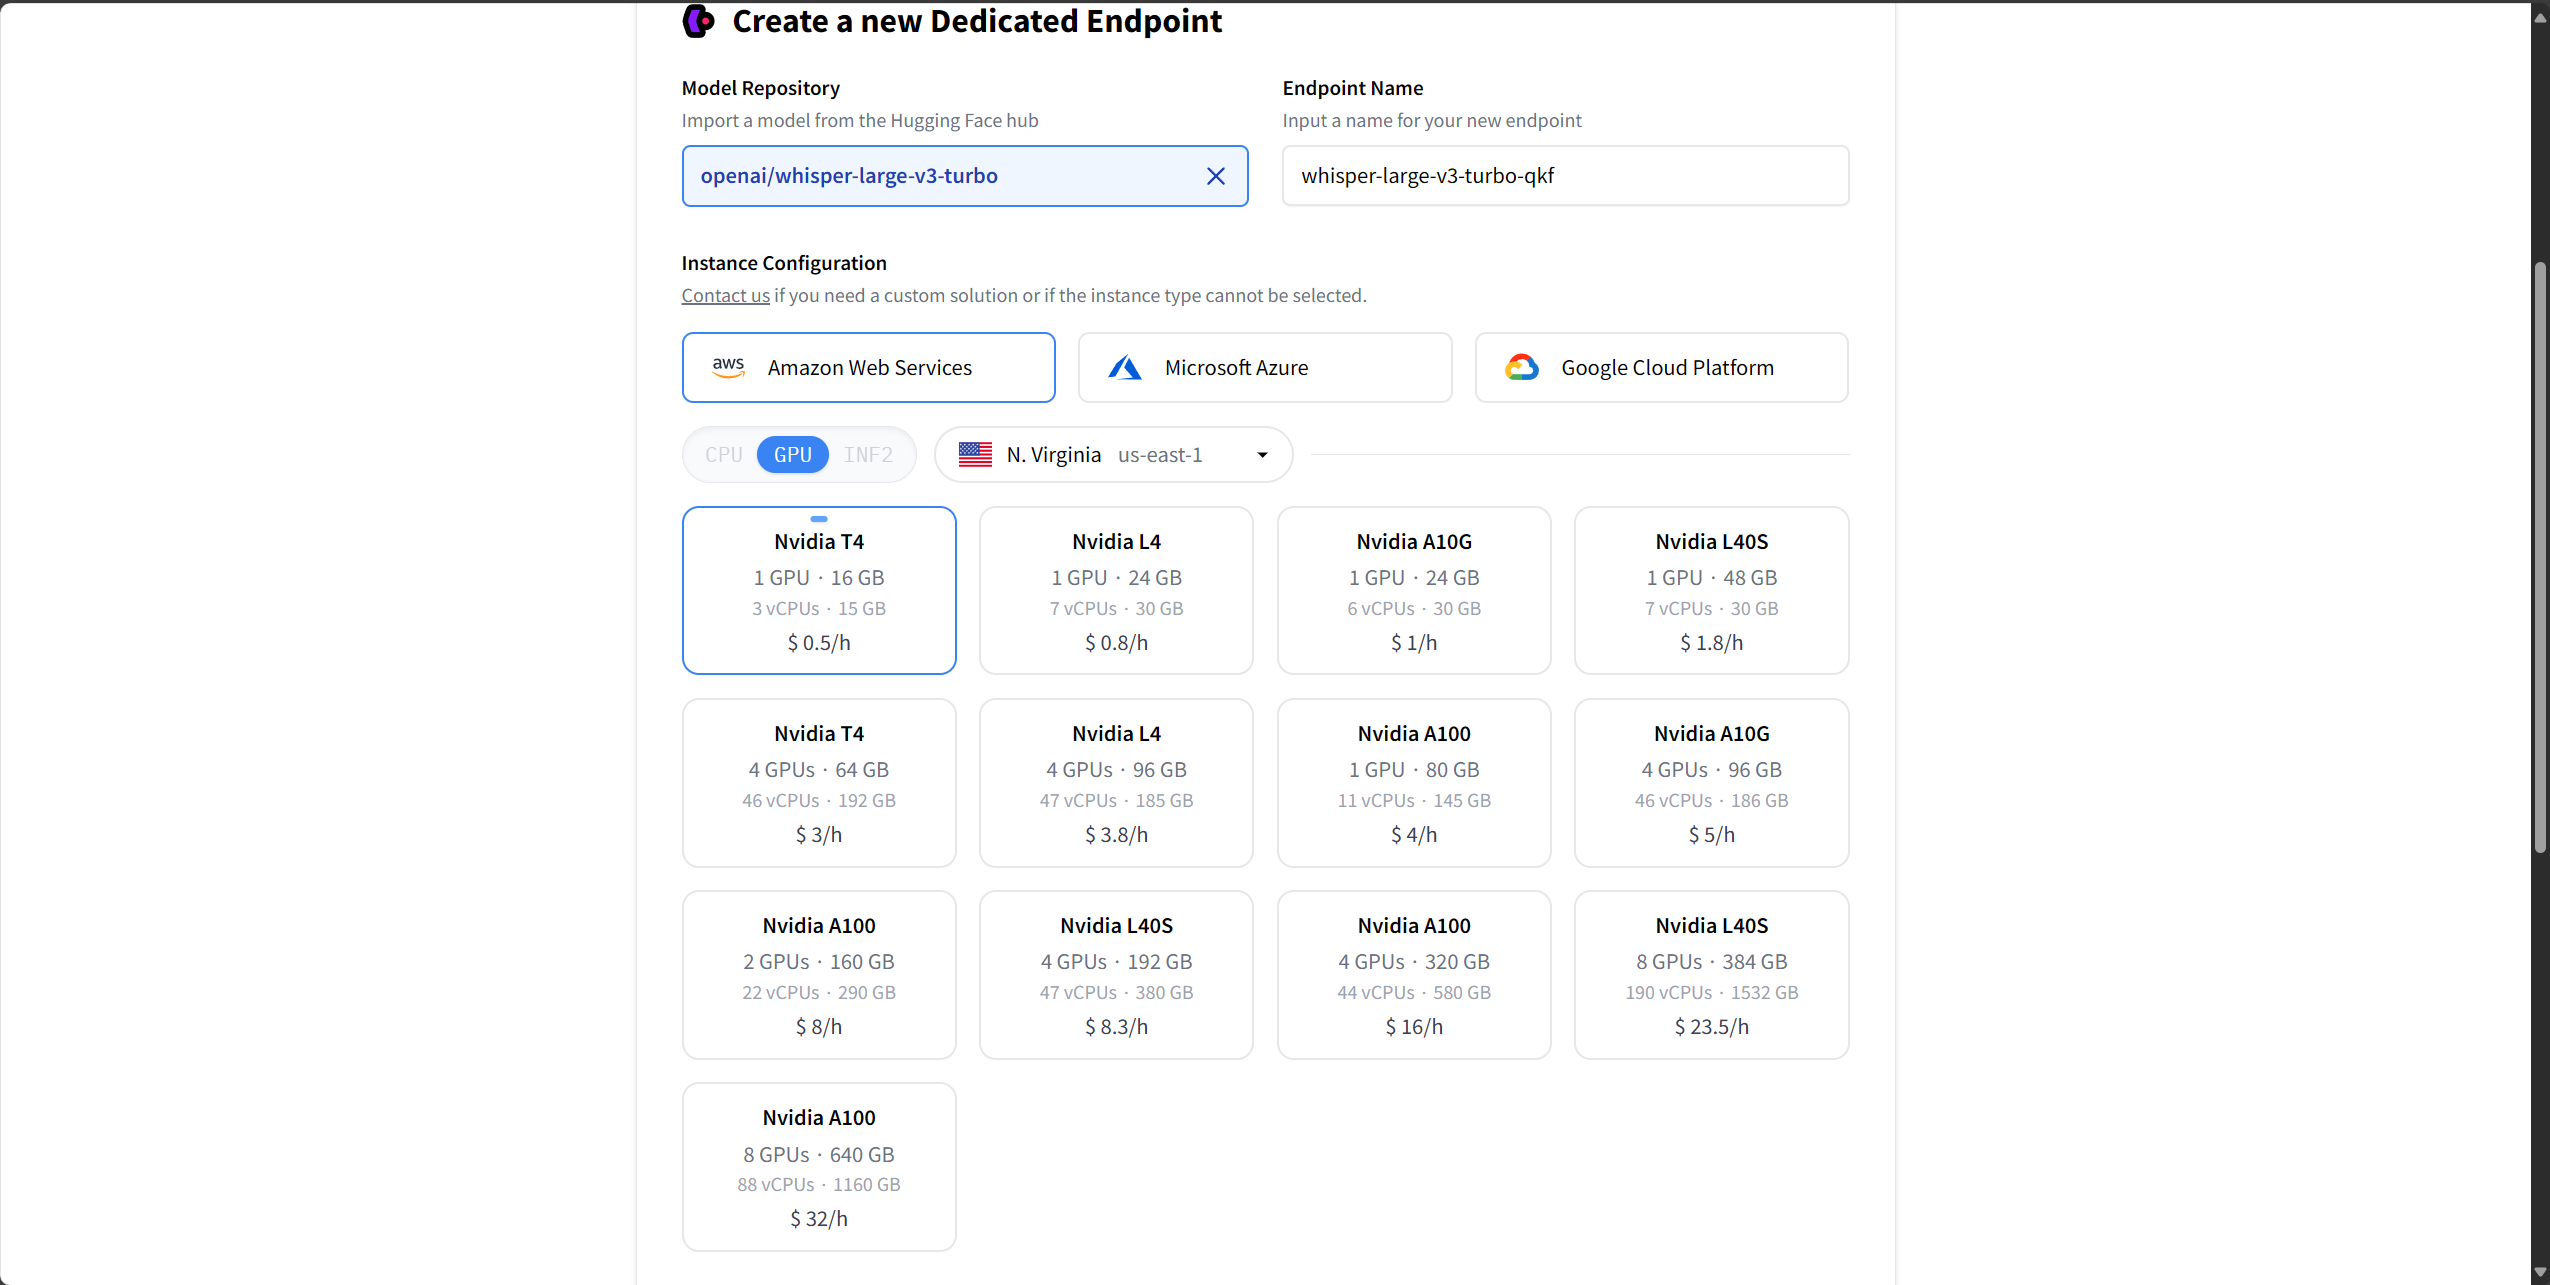 Create a new Dedicated Endpoint
Model Repository
Import a model from the Hugging Face hub
openai/whisper-large-v3-turbo
Endpoint Name
Input a name for your new endpoint
whisper-large-v3-turbo-qkf
Instance Configuration
Contact us if you need a custom solution or if the instance type cannot be selected.
aws Amazon Web Services
Microsoft Azure
Google Cloud Platform
CPU GPU INF2
N. Virginia us-east-1
Nvidia T4
1 GPU · 16 GB
3 vCPUs · 15 GB
$ 0.5/h
Nvidia L4
1 GPU · 24 GB
7 vCPUs · 30 GB
$ 0.8/h
Nvidia A10G
1 GPU · 24 GB
6 vCPUs · 30 GB
$ 1/h
Nvidia L40S
1 GPU · 48 GB
7 vCPUs · 30 GB
$ 1.8/h
Nvidia T4
4 GPUs · 64 GB
46 vCPUs · 192 GB
$ 3/h
Nvidia L4
4 GPUs · 96 GB
47 vCPUs · 185 GB
$ 3.8/h
Nvidia A100
1 GPU · 80 GB
11 vCPUs · 145 GB
$ 4/h
Nvidia A10G
4 GPUs · 96 GB
46 vCPUs · 186 GB
$ 5/h
Nvidia A100
2 GPUs · 160 GB
22 vCPUs · 290 GB
$ 8/h
Nvidia L40S
4 GPUs · 192 GB
47 vCPUs · 380 GB
$ 8.3/h
Nvidia A100
4 GPUs · 320 GB
44 vCPUs · 580 GB
$ 16/h
Nvidia L40S
8 GPUs · 384 GB
190 vCPUs · 1532 GB
$ 23.5/h
Nvidia A100
8 GPUs · 640 GB
88 vCPUs · 1160 GB
$ 32/h